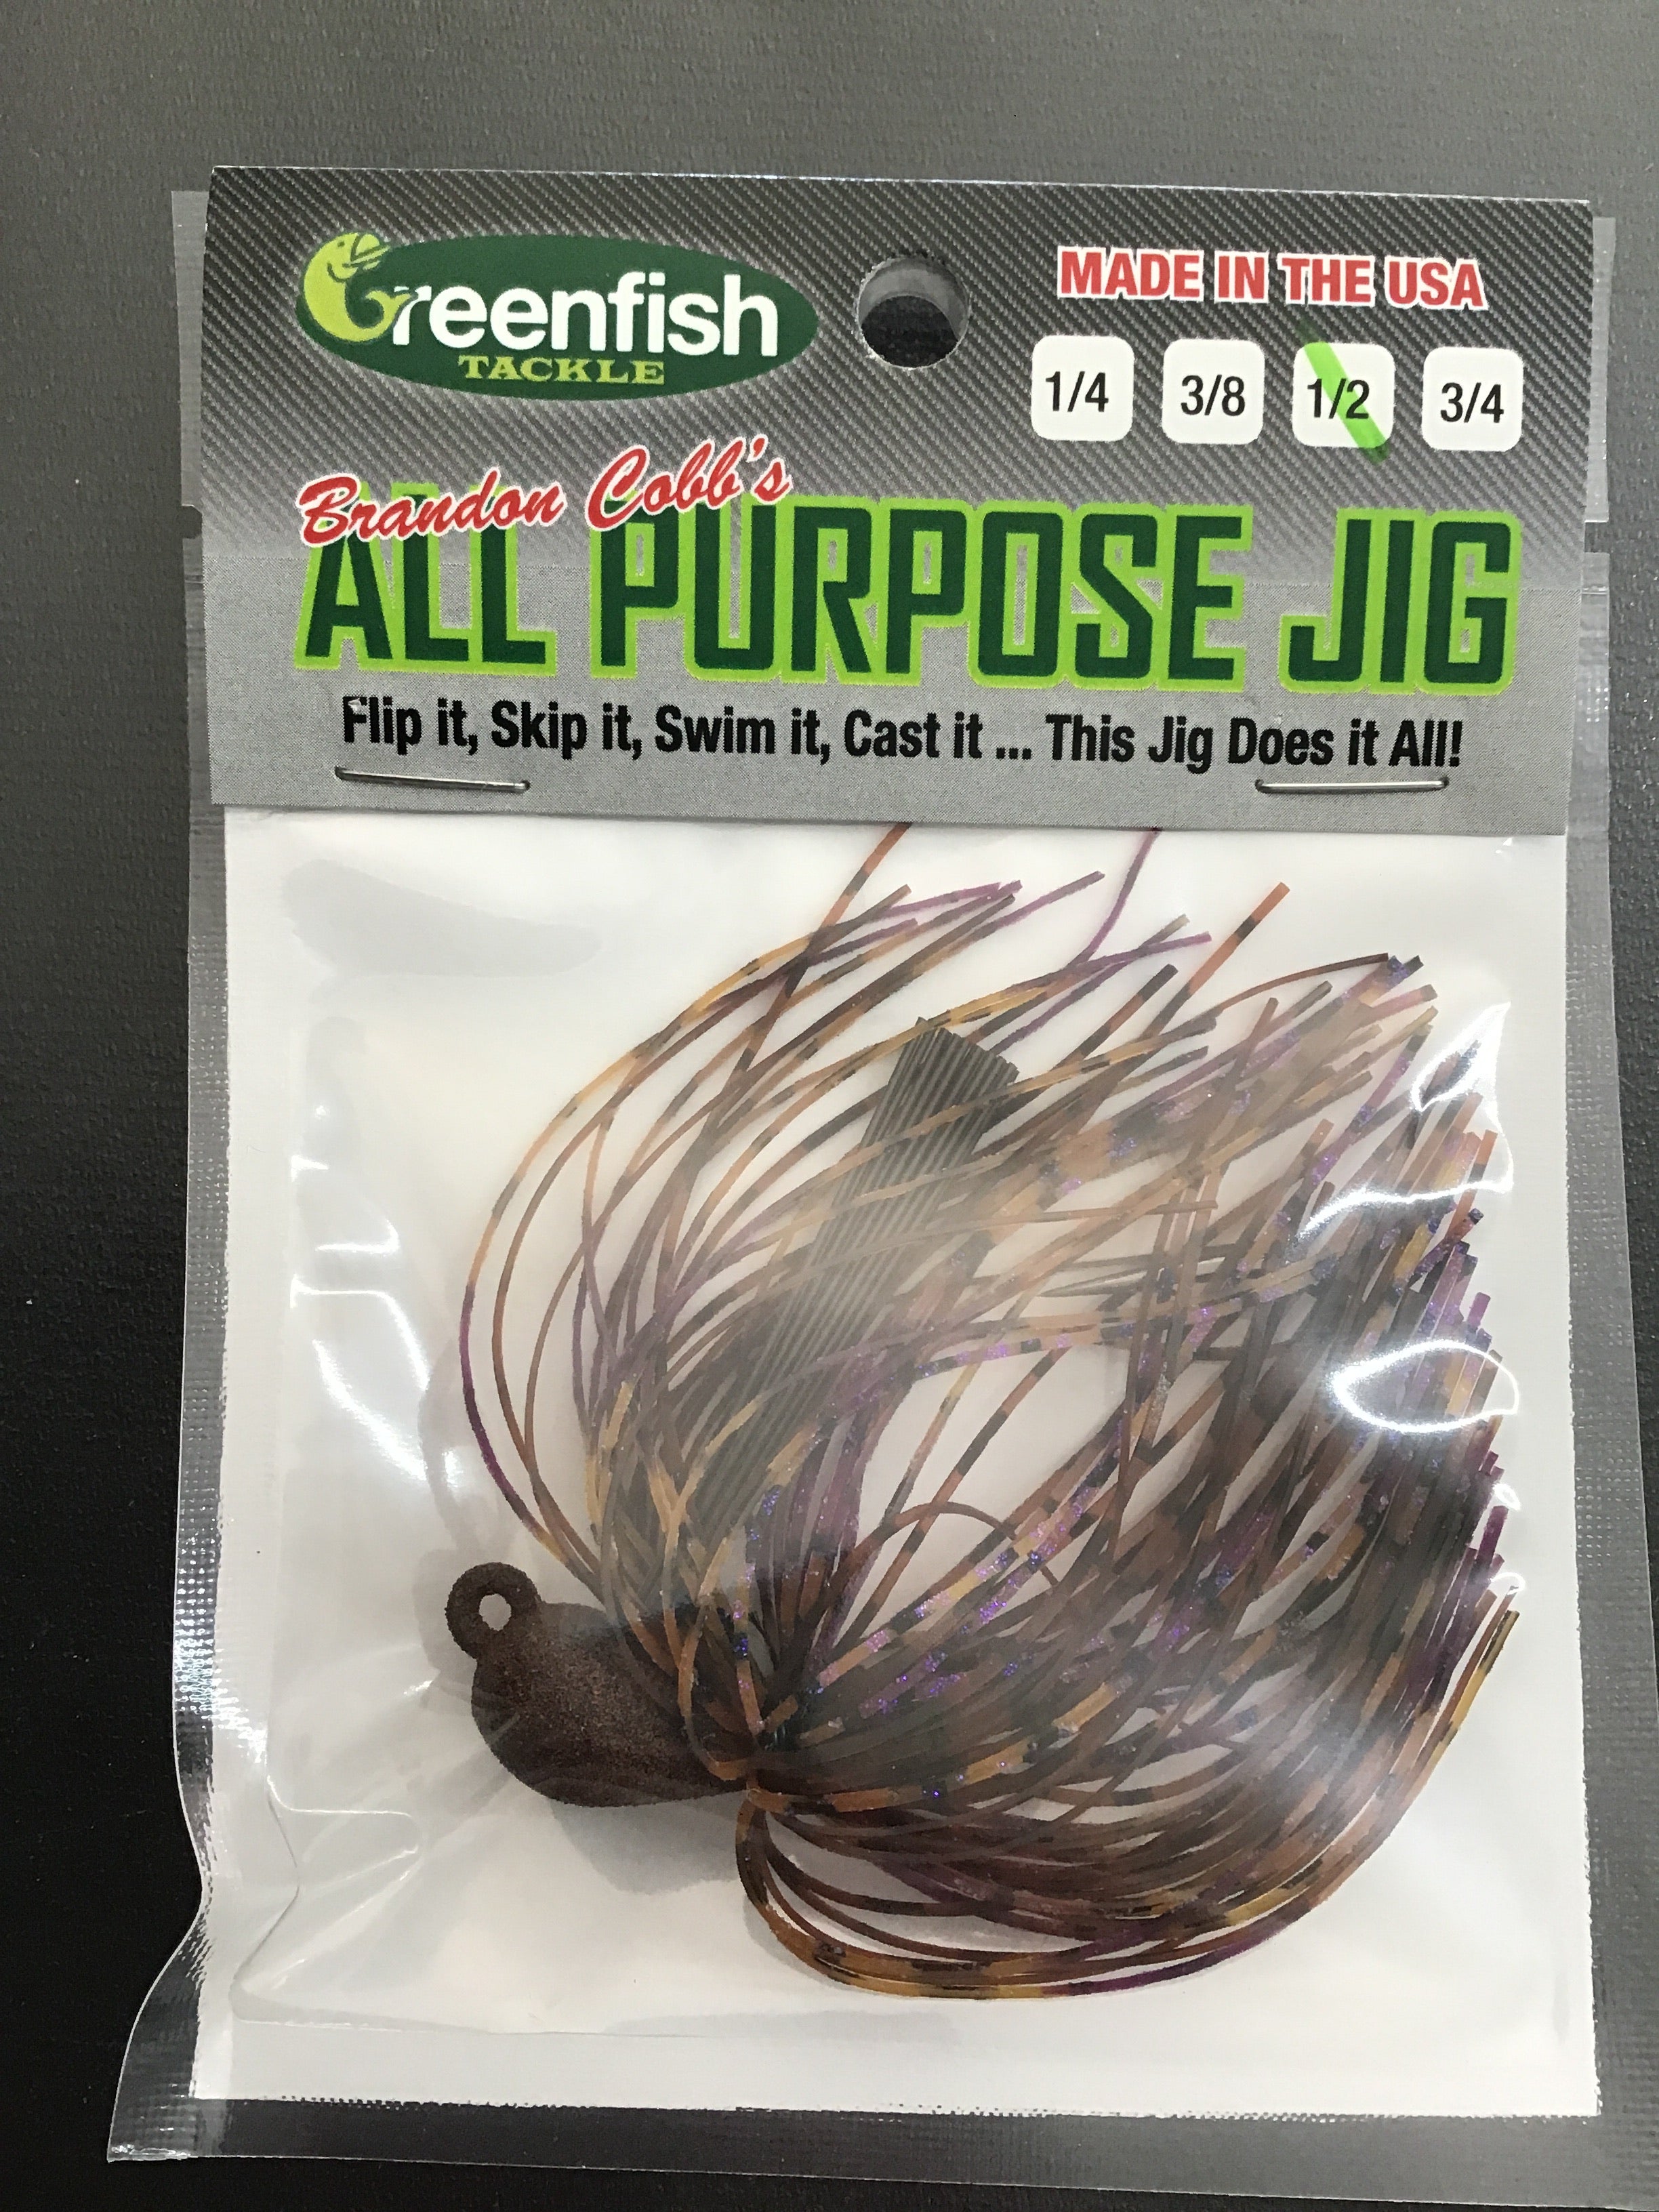 Greenfish
TACKLE
MADE IN THE USA
1/4 3/8 1/2 3/4
Brandon Cobb's
ALL PURPOSE JIG
Flip it, Skip it, Swim it, Cast it ... This Jig Does it All!